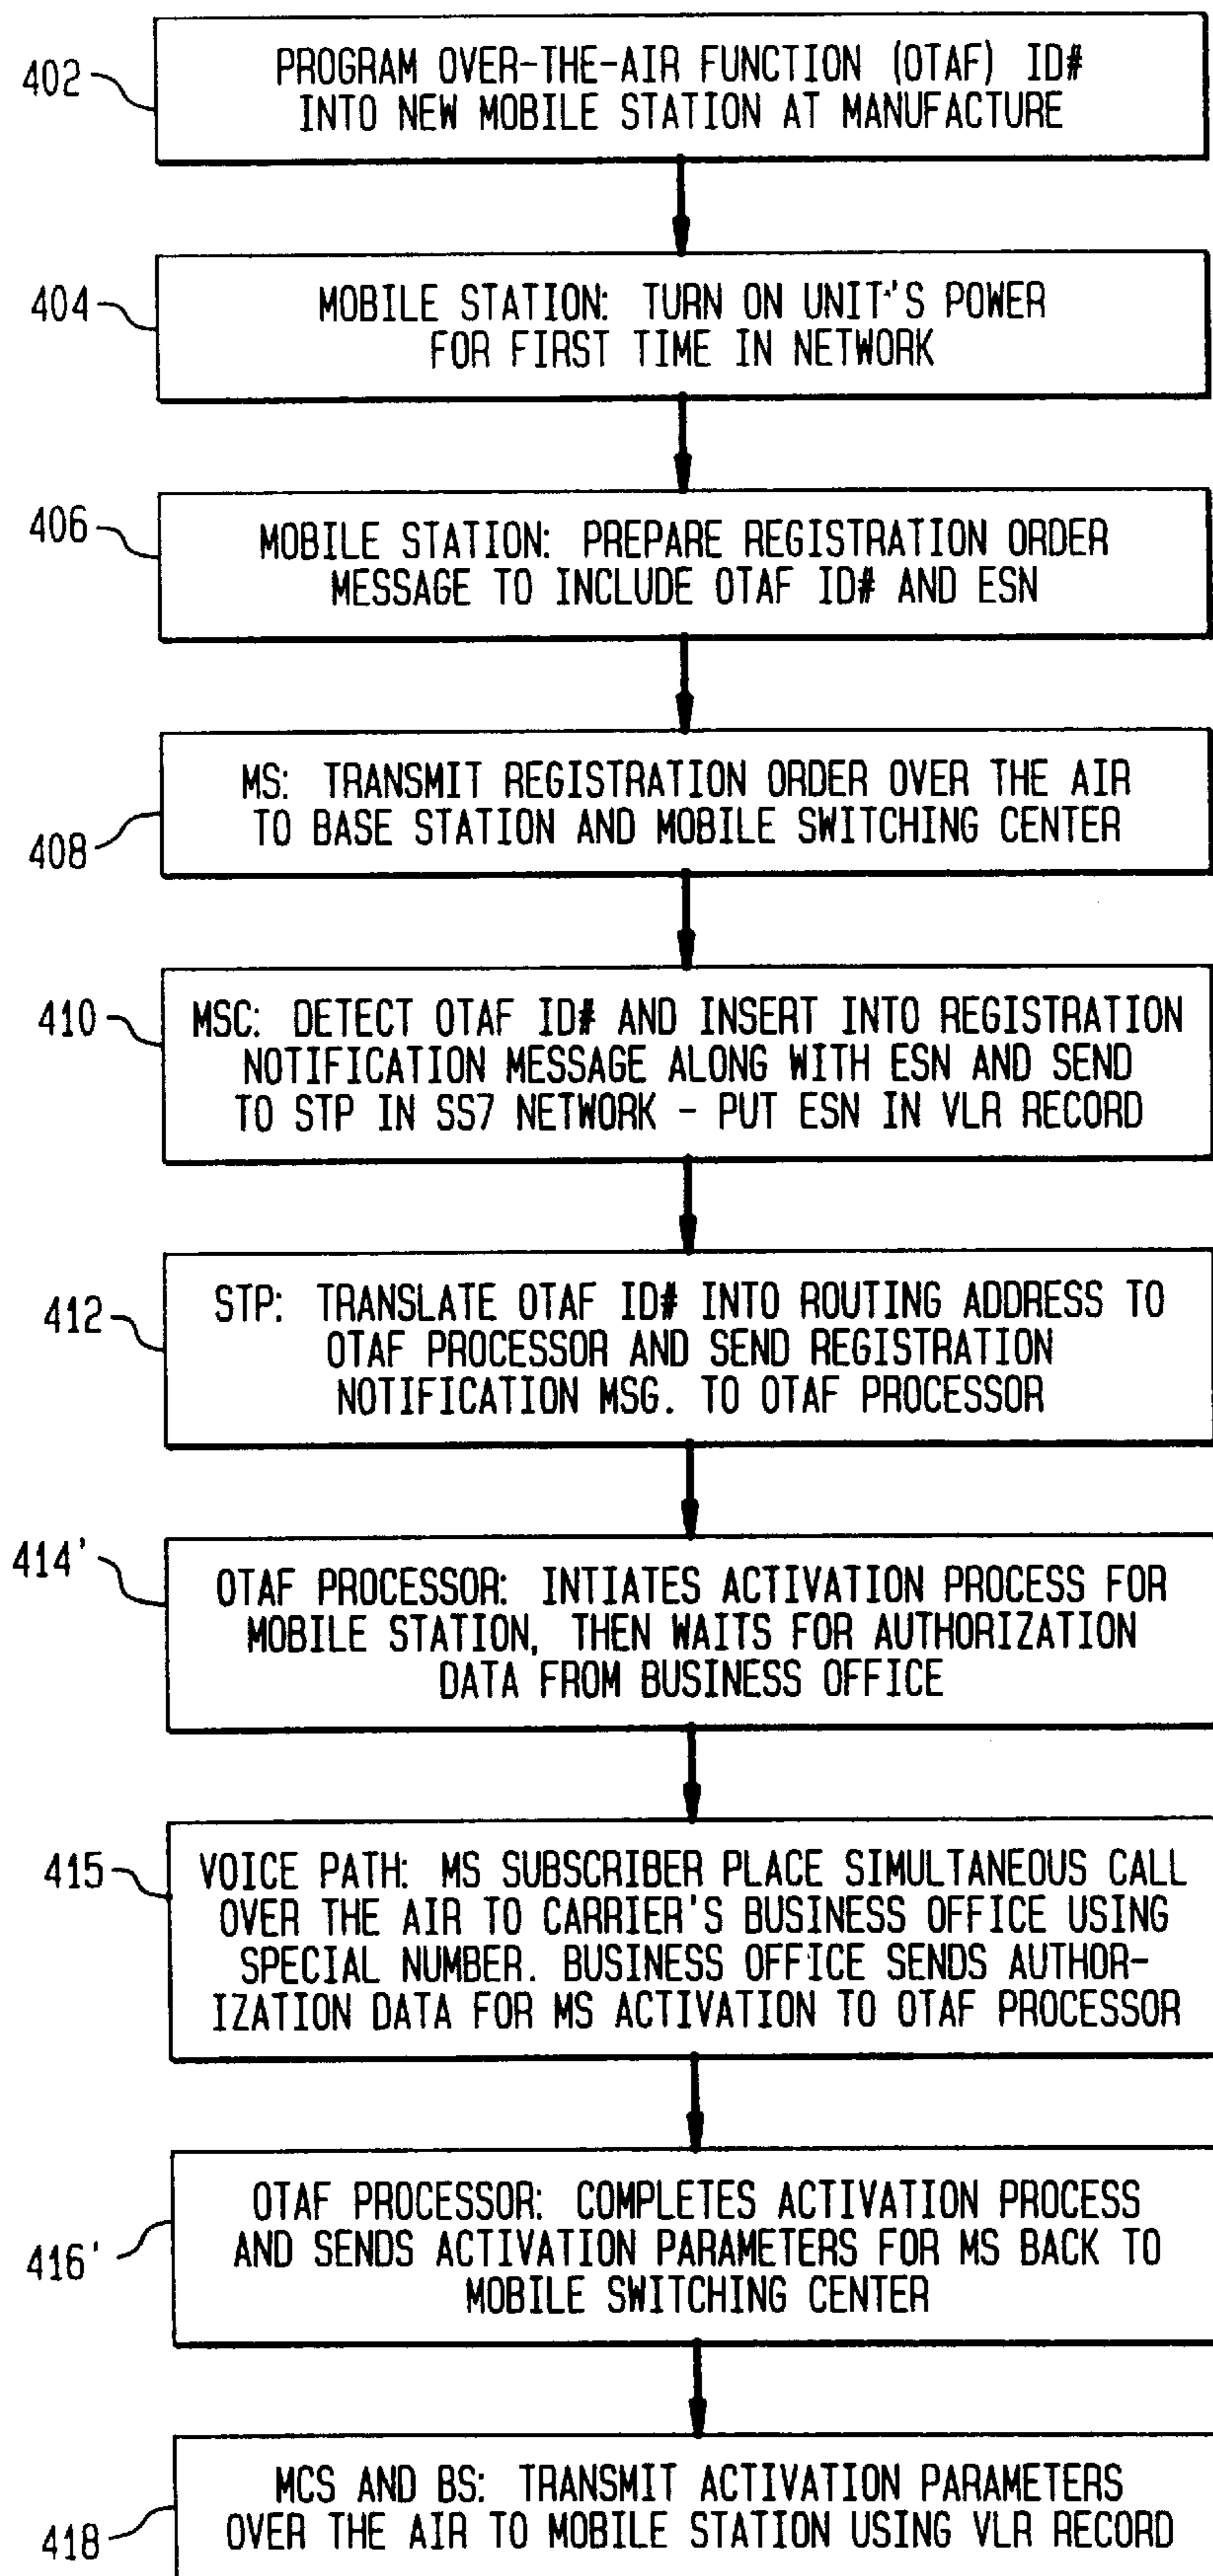 402
PROGRAM OVER-THE-AIR FUNCTION (OTAF) ID#
INTO NEW MOBILE STATION AT MANUFACTURE
404
MOBILE STATION: TURN ON UNIT'S POWER
FOR FIRST TIME IN NETWORK
406
MOBILE STATION: PREPARE REGISTRATION ORDER
MESSAGE TO INCLUDE OTAF ID# AND ESN
408
MS: TRANSMIT REGISTRATION ORDER OVER THE AIR
TO BASE STATION AND MOBILE SWITCHING CENTER
410
MSC: DETECT OTAF ID# AND INSERT INTO REGISTRATION
NOTIFICATION MESSAGE ALONG WITH ESN AND SEND
TO STP IN SS7 NETWORK - PUT ESN IN VLR RECORD
412
STP: TRANSLATE OTAF ID# INTO ROUTING ADDRESS TO
OTAF PROCESSOR AND SEND REGISTRATION
NOTIFICATION MSG. TO OTAF PROCESSOR
414'
OTAF PROCESSOR: INTIATES ACTIVATION PROCESS FOR
MOBILE STATION, THEN WAITS FOR AUTHORIZATION
DATA FROM BUSINESS OFFICE
415
VOICE PATH: MS SUBSCRIBER PLACE SIMULTANEOUS CALL
OVER THE AIR TO CARRIER'S BUSINESS OFFICE USING
SPECIAL NUMBER. BUSINESS OFFICE SENDS AUTHOR-
IZATION DATA FOR MS ACTIVATION TO OTAF PROCESSOR
416'
OTAF PROCESSOR: COMPLETES ACTIVATION PROCESS
AND SENDS ACTIVATION PARAMETERS FOR MS BACK TO
MOBILE SWITCHING CENTER
418
MCS AND BS: TRANSMIT ACTIVATION PARAMETERS
OVER THE AIR TO MOBILE STATION USING VLR RECORD